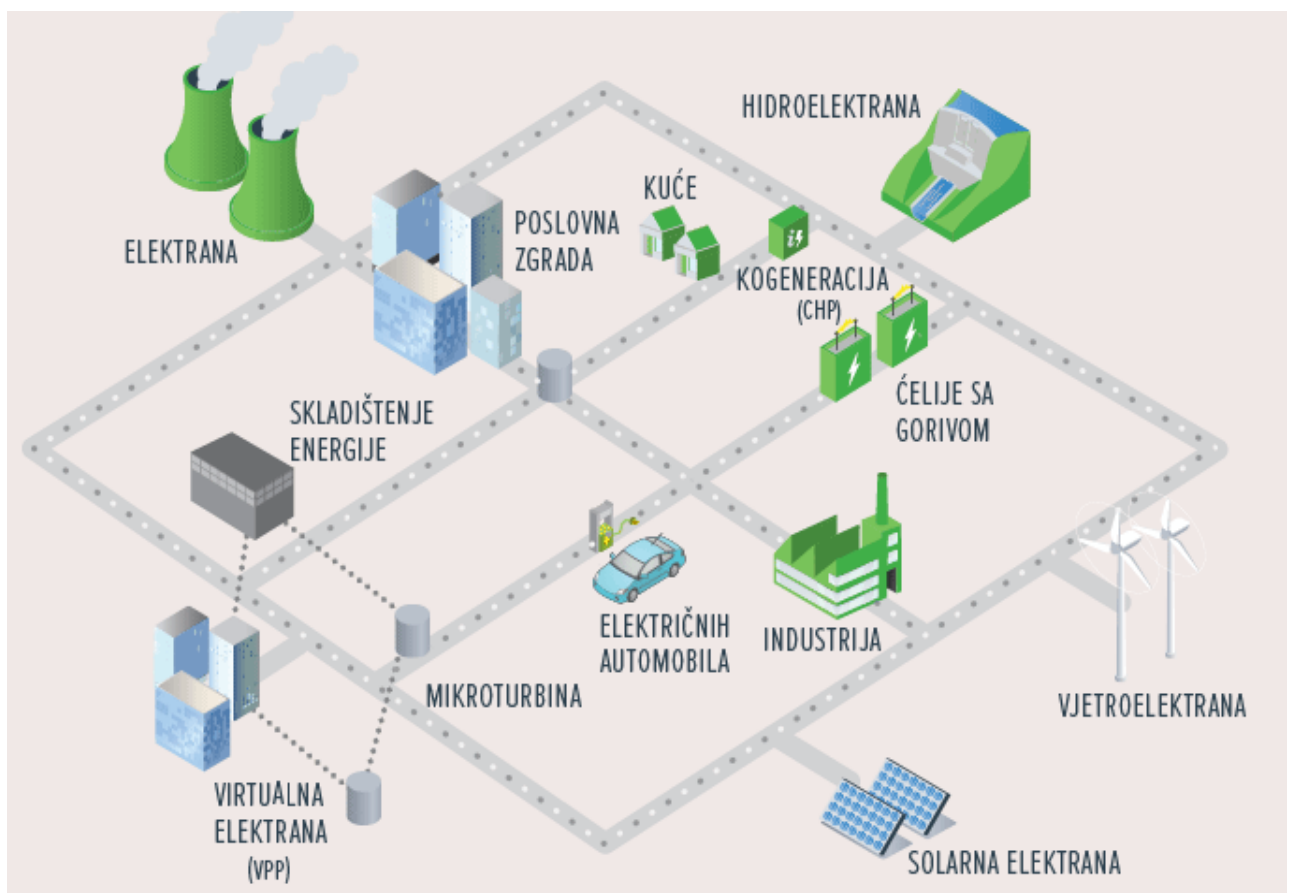 HIDROELEKTRANA
KUĆE
POSLOVNA
ZGRADA
ELEKTRANA
KOGENERACIJA
(CHP)
ĆELIJE SA
GORIVOM
SKLADIŠTENJE
ENERGIJE
ELEKTRIČNIH
AUTOMOBILA
INDUSTRIJA
MIKROTURBINA
VJETROELEKTRANA
VIRTUALNA
ELEKTRANA
(VPP)
SOLARNA ELEKTRANA